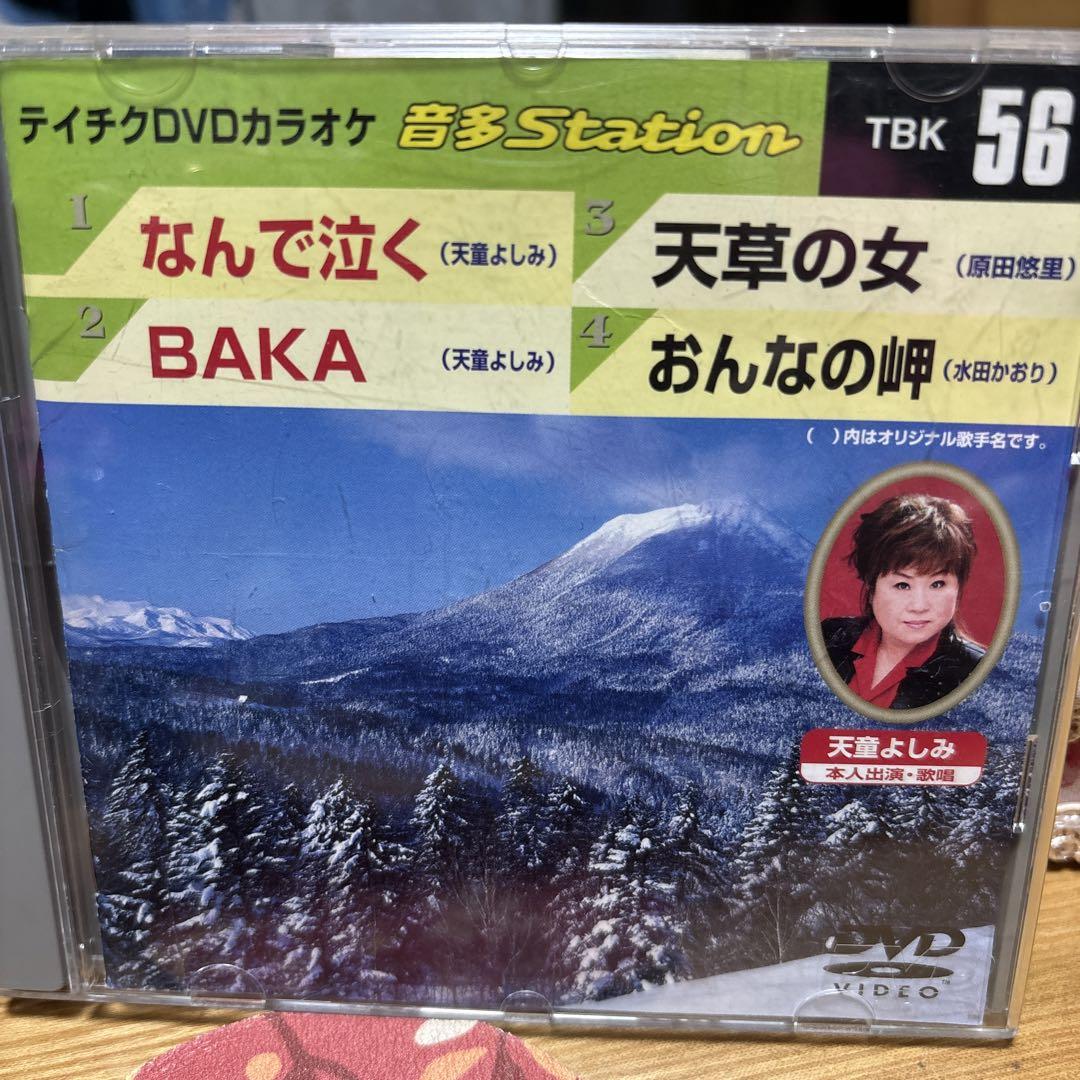 テイチクDVDカラオケ 音多Station TBK 56
1 なんで泣く (天童よしみ)
2 BAKA (天童よしみ)
3 天草の女 (原田悠里)
4 おんなの岬 (水田かおり)
( )内はオリジナル歌手名です。
天童よしみ
本人出演・歌唱
DVD
VIDEO